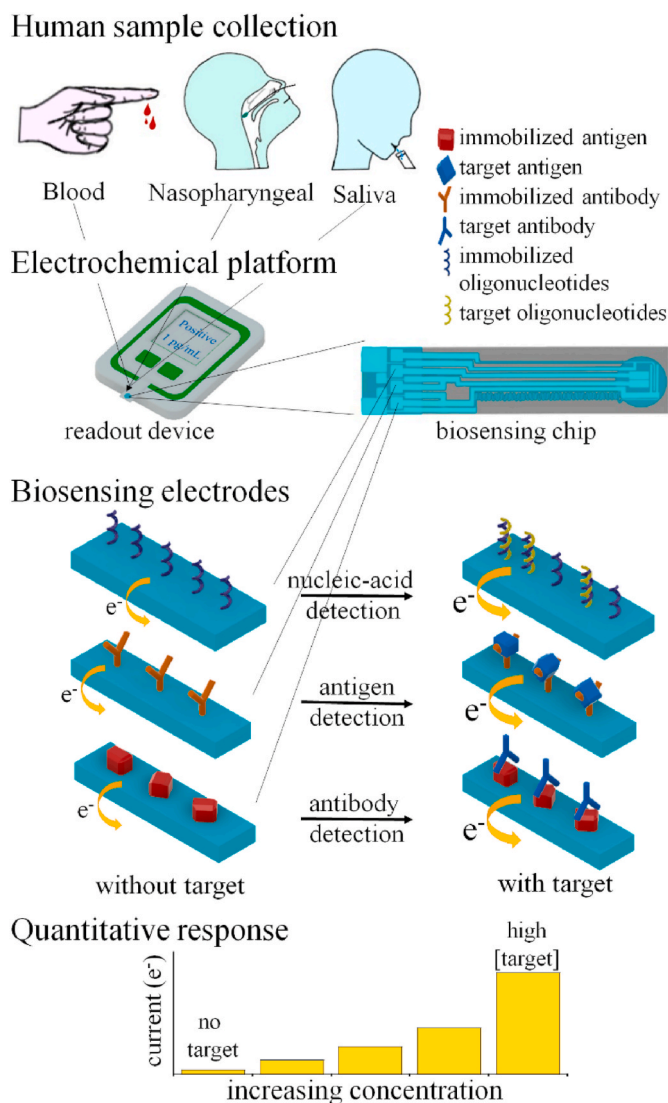 Human sample collection
Blood
Nasopharyngeal
Saliva
immobilized antigen
target antigen
immobilized antibody
target antibody
immobilized
oligonucleotides
target oligonucleotides
Electrochemical platform
Positive
1 pg/mL
readout device
biosensing chip
Biosensing electrodes
e-
nucleic-acid
detection
e-
e-
antigen
detection
e-
e-
antibody
detection
e-
without target
with target
Quantitative response
current (e-)
no
target
high
[target]
increasing concentration